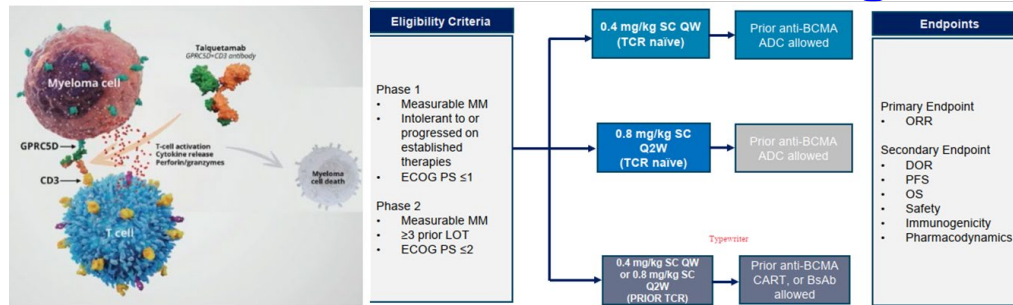 Talquetamab
GPRC5D×CD3 antibody
Myeloma cell
GPRC5D
T-cell activation
Cytokine release
Perforin/granzymes
CD3
Myeloma
cell death
T cell
Eligibility Criteria
Phase 1
• Measurable MM
• Intolerant to or
progressed on
established
therapies
• ECOG PS ≤1
Phase 2
• Measurable MM
• ≥3 prior LOT
• ECOG PS ≤2
0.4 mg/kg SC QW
(TCR naïve)
Prior anti-BCMA
ADC allowed
0.8 mg/kg SC
Q2W
(TCR naïve)
Prior anti-BCMA
ADC allowed
Typewriter
0.4 mg/kg SC QW
or 0.8 mg/kg SC
Q2W
(PRIOR TCR)
Prior anti-BCMA
CART, or BsAb
allowed
Endpoints
Primary Endpoint
• ORR
Secondary Endpoint
• DOR
• PFS
• OS
• Safety
• Immunogenicity
• Pharmacodynamics